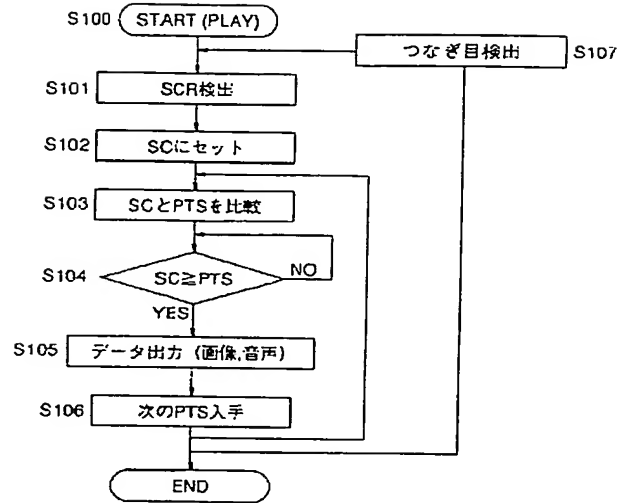 S100 START (PLAY)
つなぎ目検出 S107
S101 SCR検出
S102 SCにセット
S103 SCとPTSを比較
S104 SC≧PTS NO
YES
S105 データ出力 (画像,音声)
S106 次のPTS入手
END